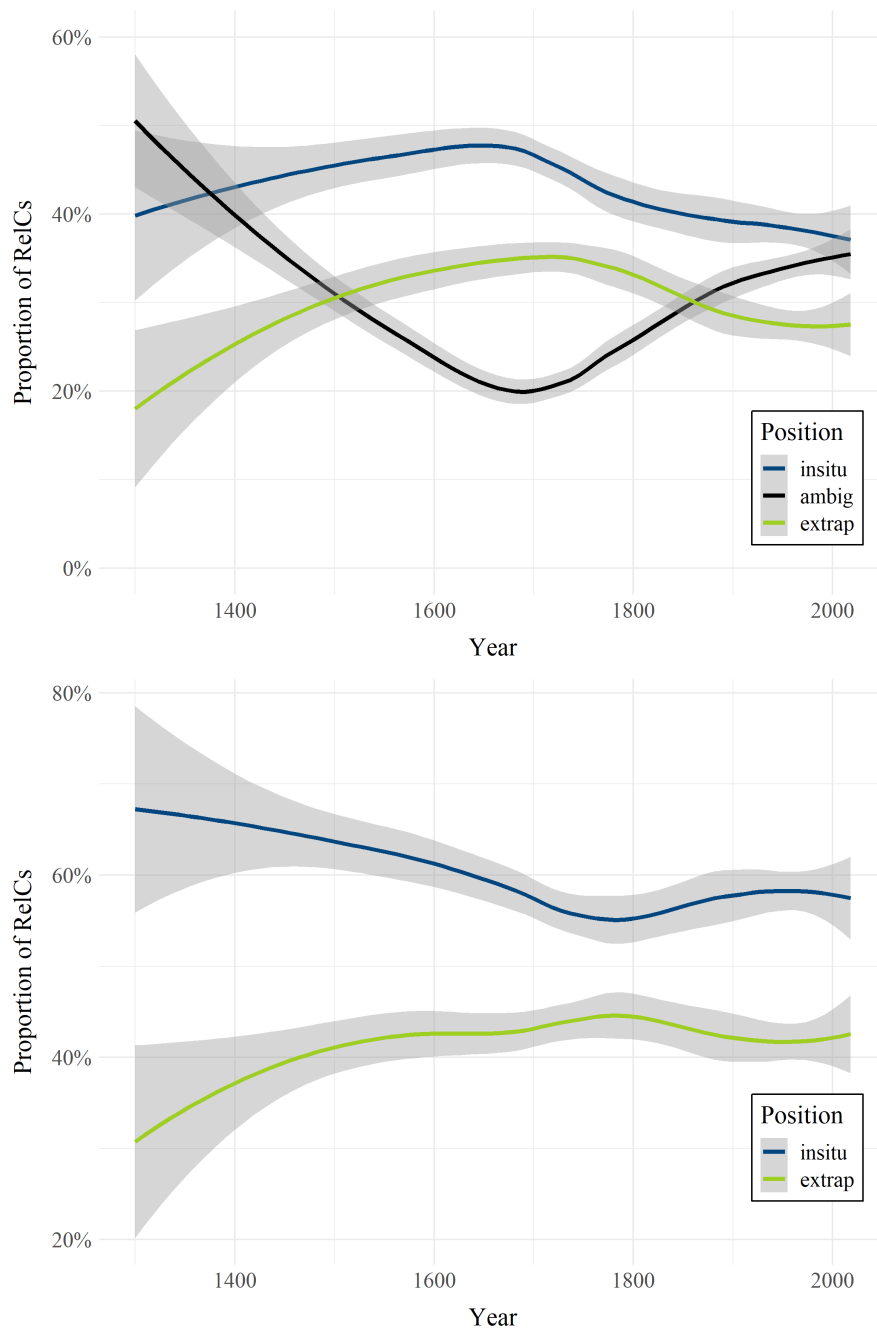 60%
40%
20%
0%
Proportion of RelCs
Position
insitu
ambig
extrap
1400 1600 1800 2000
Year
80%
60%
40%
20%
Proportion of RelCs
Position
insitu
extrap
1400 1600 1800 2000
Year